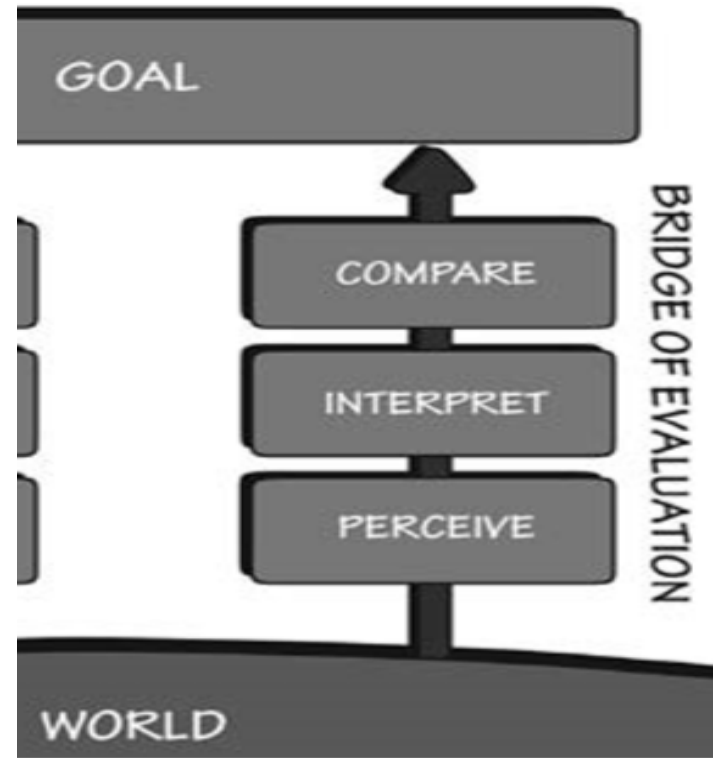 GOAL
COMPARE
INTERPRET
PERCEIVE
BRIDGE OF EVALUATION
WORLD